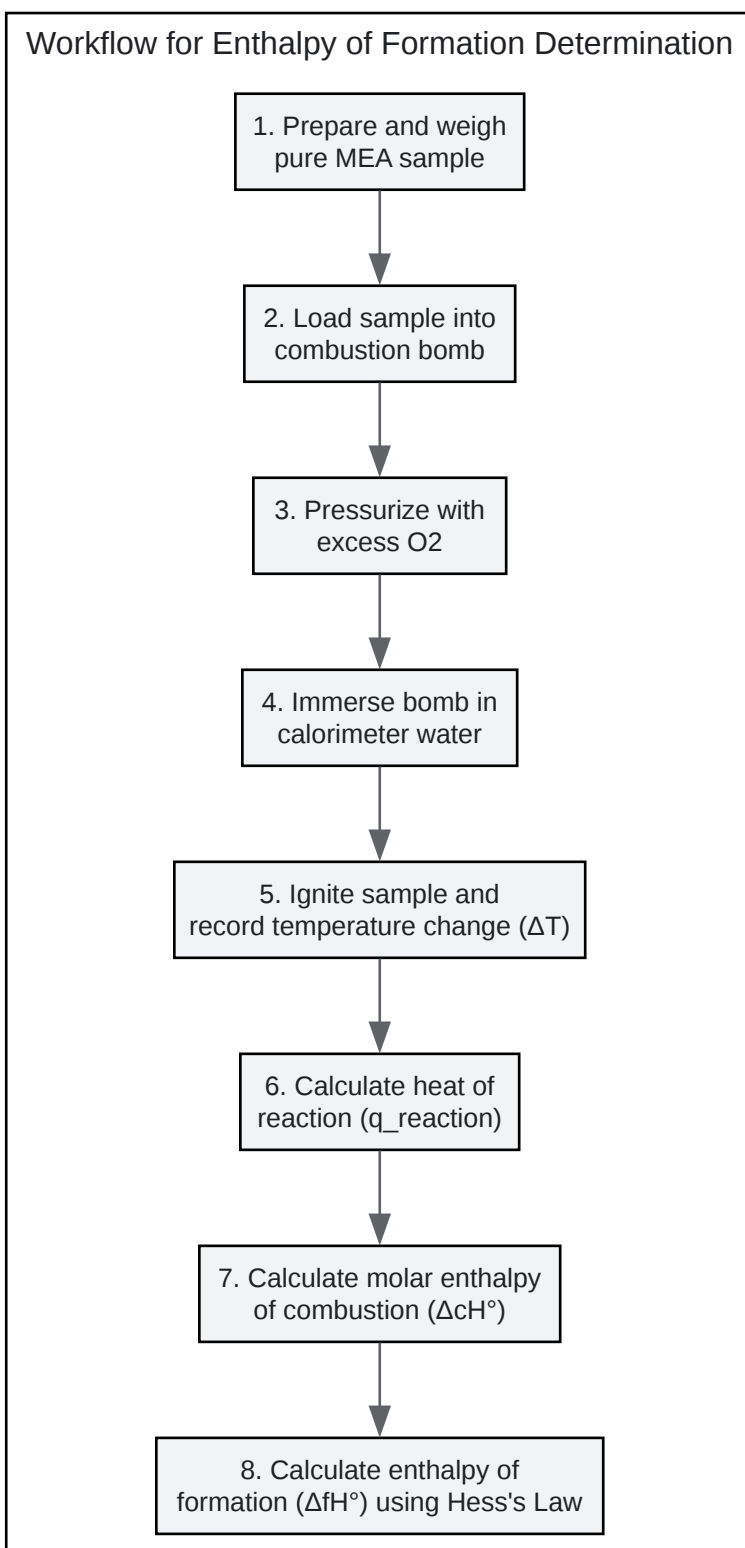 Workflow for Enthalpy of Formation Determination
1. Prepare and weigh
pure MEA sample
2. Load sample into
combustion bomb
3. Pressurize with
excess O2
4. Immerse bomb in
calorimeter water
5. Ignite sample and
record temperature change (ΔT)
6. Calculate heat of
reaction (q_reaction)
7. Calculate molar enthalpy
of combustion (ΔcH°)
8. Calculate enthalpy of
formation (ΔfH°) using Hess's Law